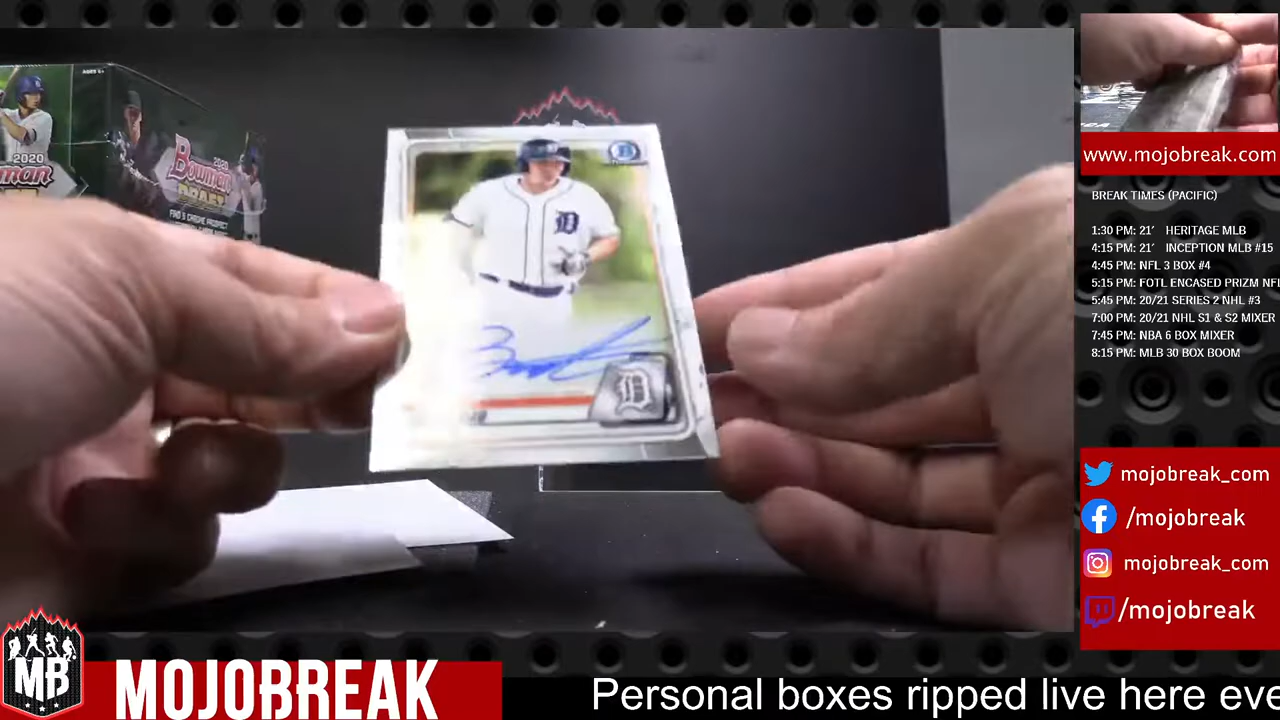 2020
Bowman
DRAFT
2020
AGES 6+
D
B
D
www.mojobreak.com
BREAK TIMES (PACIFIC)
1:30 PM: 21' HERITAGE MLB
4:15 PM: 21' INCEPTION MLB #15
4:45 PM: NFL 3 BOX #4
5:15 PM: FOTL ENCASED PRIZM NFL
5:45 PM: 20/21 SERIES 2 NHL #3
7:00 PM: 20/21 NHL S1 & S2 MIXER
7:45 PM: NBA 6 BOX MIXER
8:15 PM: MLB 30 BOX BOOM
mojobreak_com
/mojobreak
mojobreak_com
/mojobreak
MB
MOJOBREAK
Personal boxes ripped live here eve